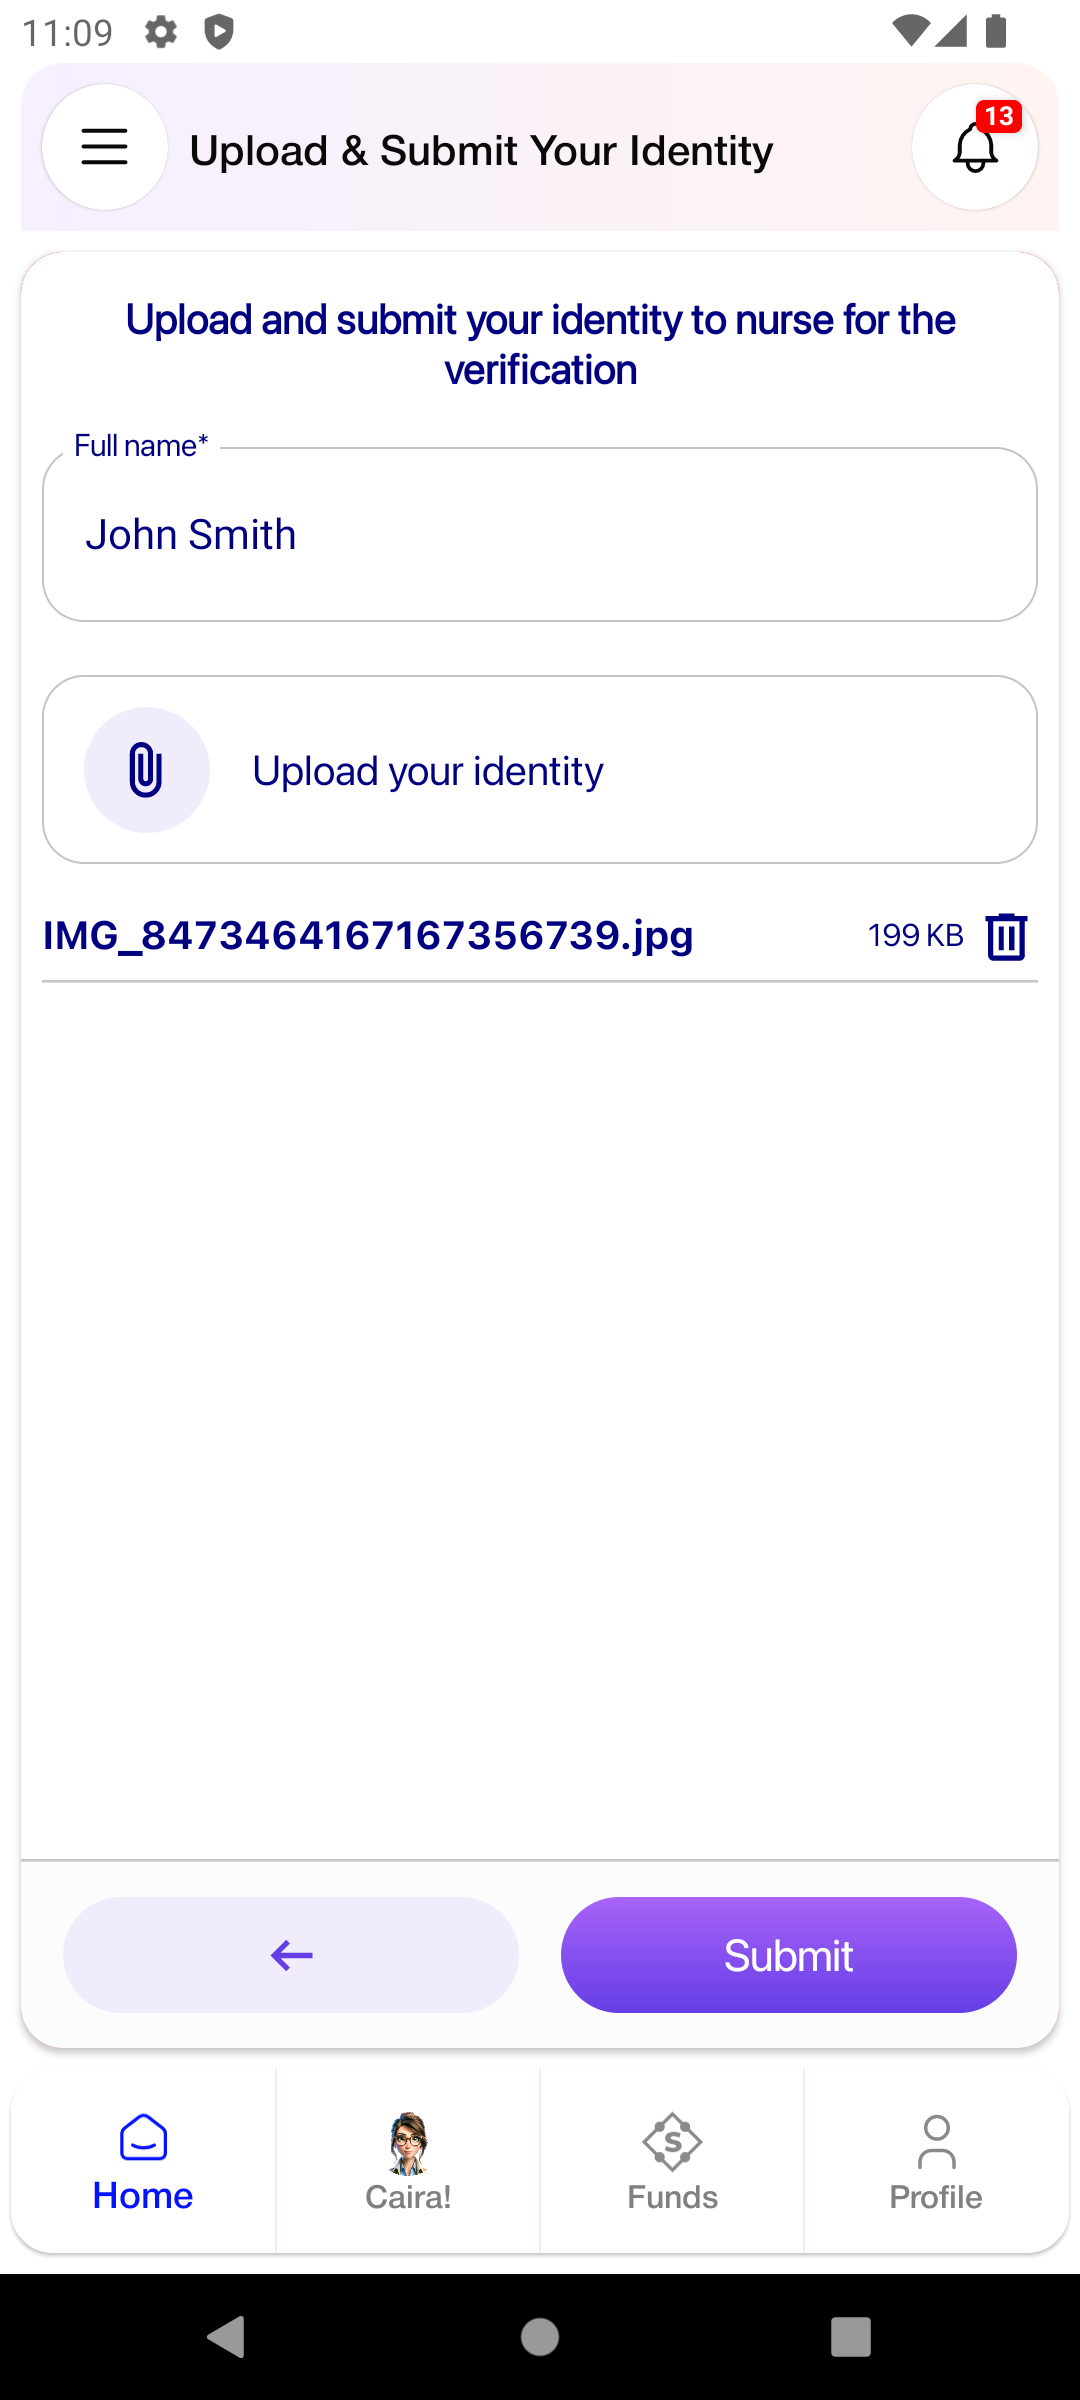 11:09
Upload & Submit Your Identity
13
Upload and submit your identity to nurse for the
verification
Full name*
John Smith
Upload your identity
IMG_8473464167167356739.jpg
199 KB
Submit
Home
Caira!
Funds
Profile